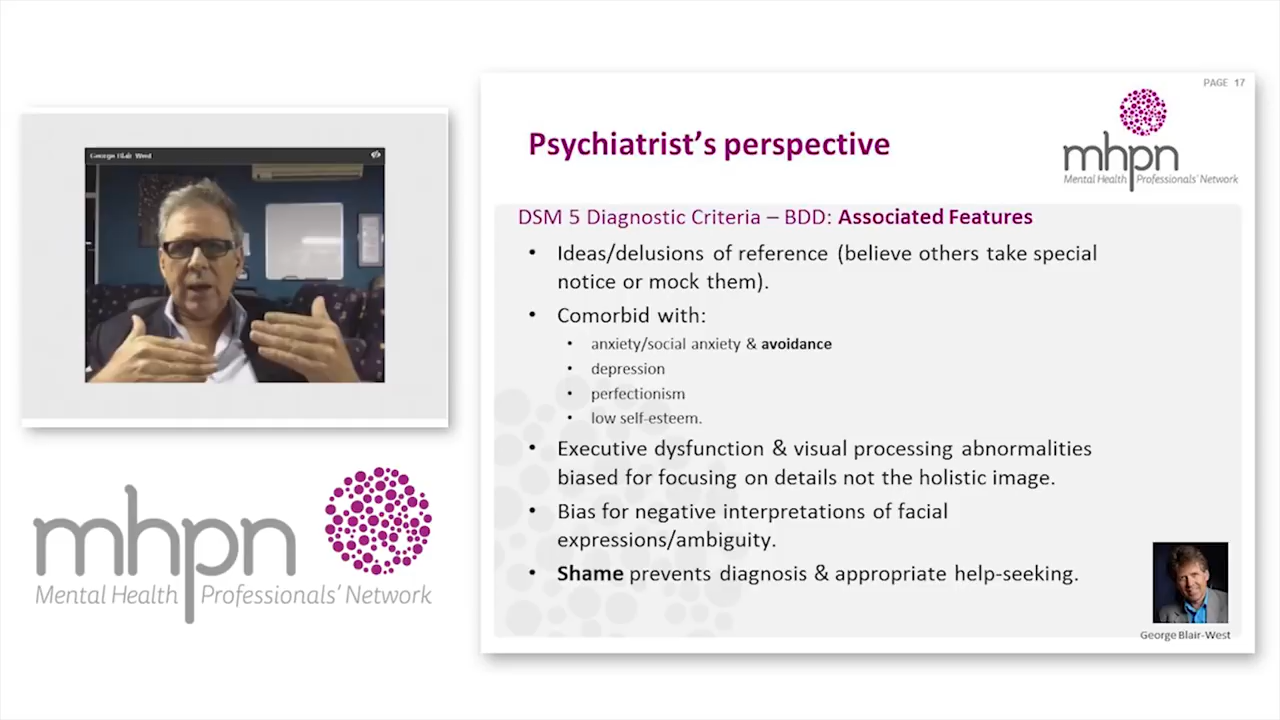 George Blair West
mhpn
Mental Health Professionals' Network
PAGE 17
mhpn
Mental Health Professionals' Network
Psychiatrist's perspective
DSM 5 Diagnostic Criteria – BDD: Associated Features
• Ideas/delusions of reference (believe others take special
notice or mock them).
• Comorbid with:
• anxiety/social anxiety & avoidance
• depression
• perfectionism
• low self-esteem.
• Executive dysfunction & visual processing abnormalities
biased for focusing on details not the holistic image.
• Bias for negative interpretations of facial
expressions/ambiguity.
• Shame prevents diagnosis & appropriate help-seeking.
George Blair-West